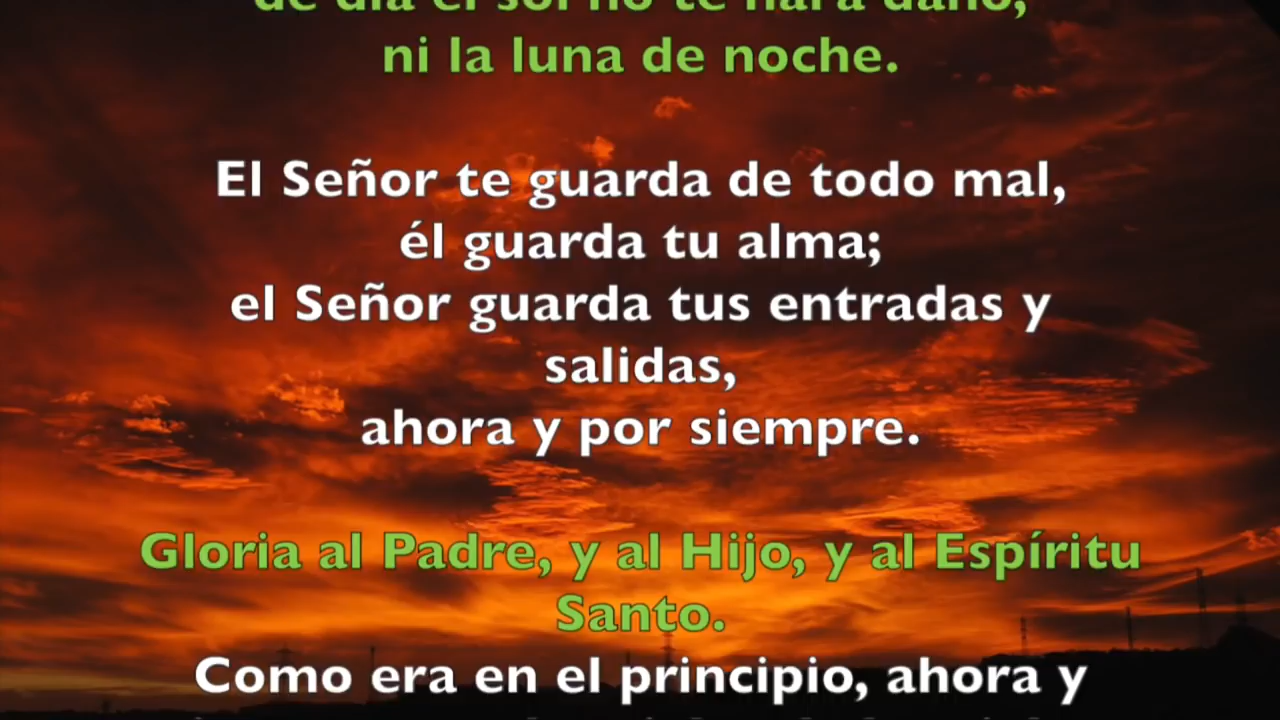 de día el sol no te hará daño,
ni la luna de noche.
El Señor te guarda de todo mal,
él guarda tu alma;
el Señor guarda tus entradas y
salidas,
ahora y por siempre.
Gloria al Padre, y al Hijo, y al Espíritu
Santo.
Como era en el principio, ahora y